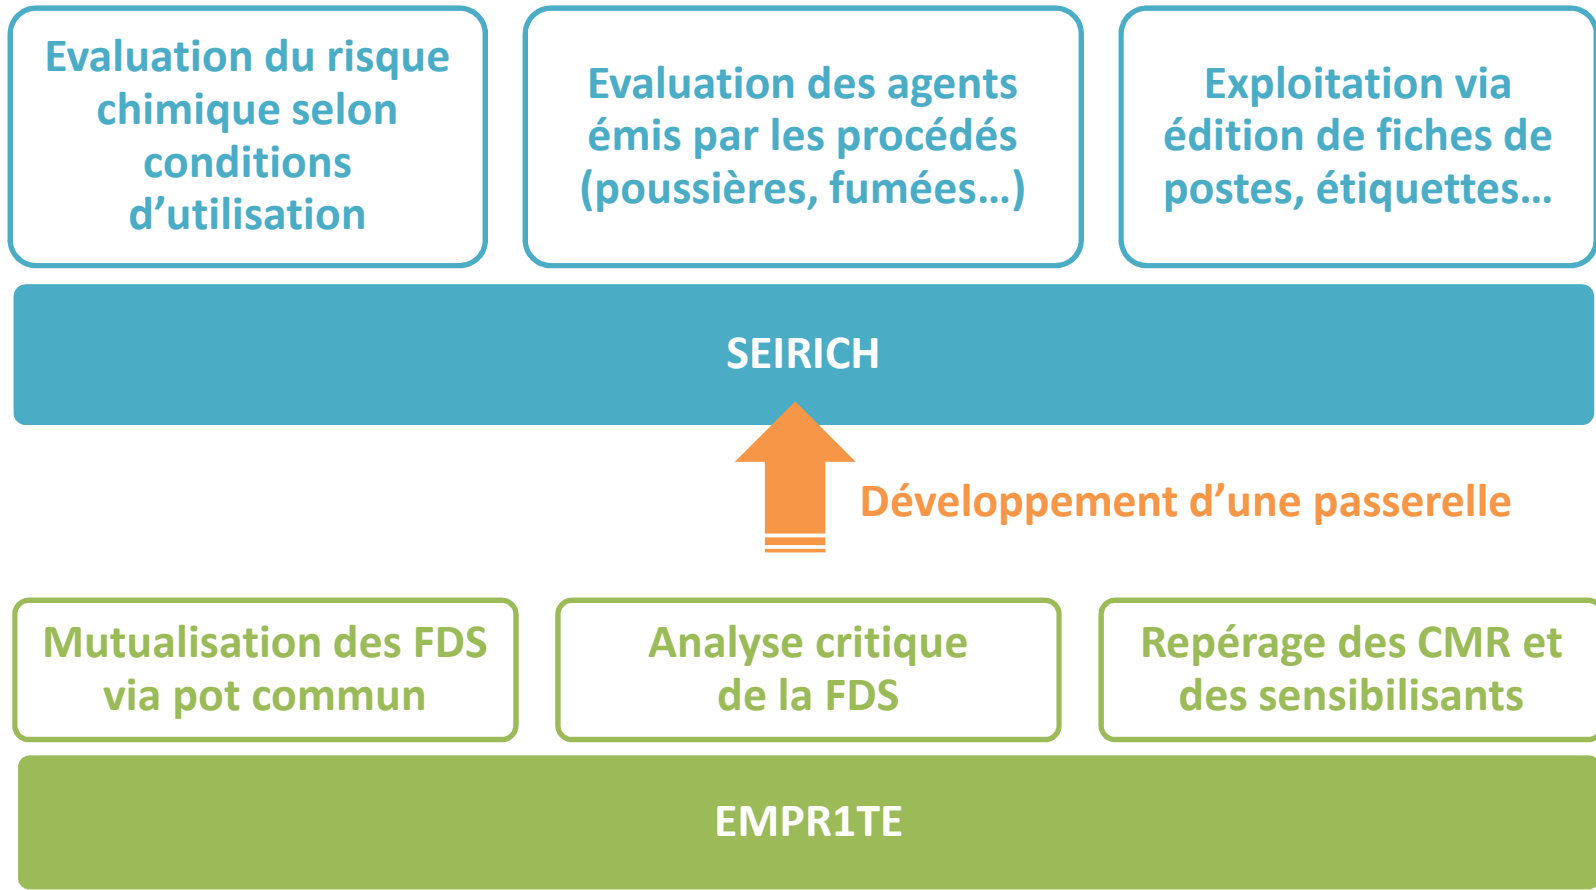 Evaluation du risque
chimique selon
conditions
d’utilisation
Evaluation des agents
émis par les procédés
(poussières, fumées…)
Exploitation via
édition de fiches de
postes, étiquettes…
SEIRICH
Développement d’une passerelle
Mutualisation des FDS
via pot commun
Analyse critique
de la FDS
Repérage des CMR et
des sensibilisants
EMPR1TE